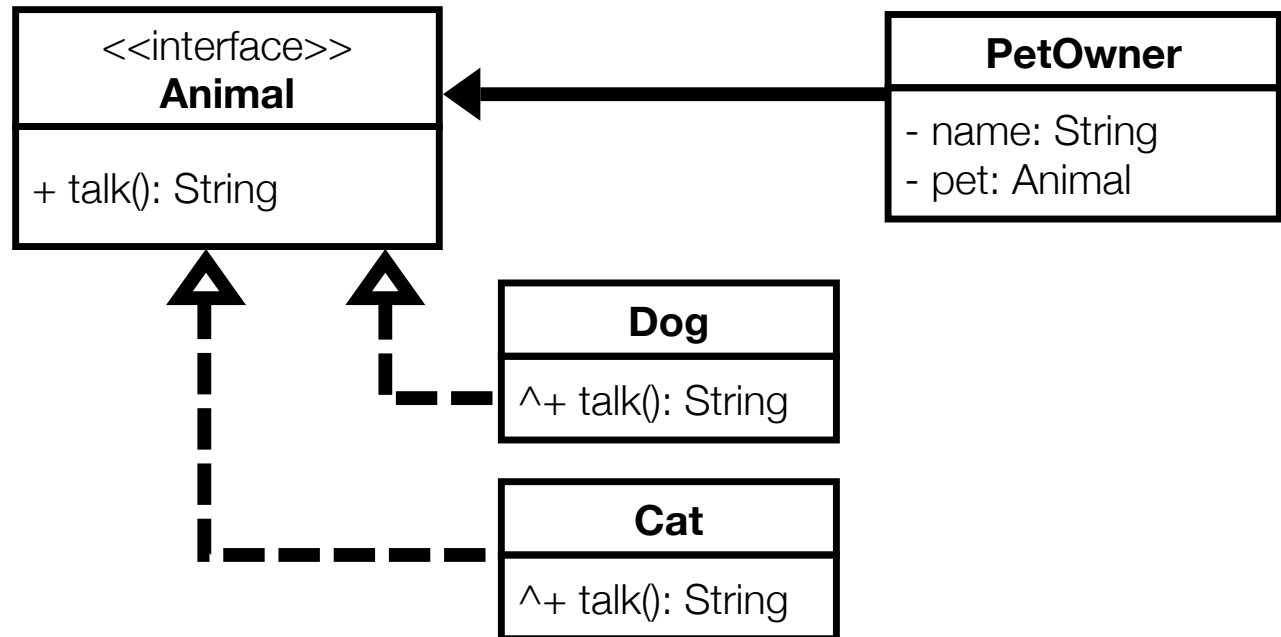 <<interface>>
Animal
+ talk(): String
PetOwner
- name: String
- pet: Animal
Dog
^+ talk(): String
Cat
^+ talk(): String